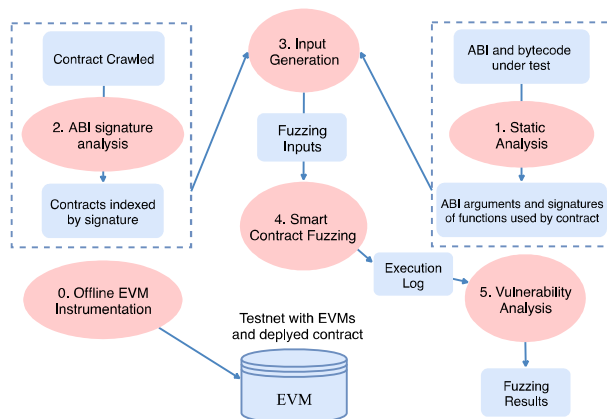 Contract Crawled
2. ABI signature
analysis
Contracts indexed
by signature
3. Input
Generation
Fuzzing
Inputs
4. Smart
Contract Fuzzing
ABI and bytecode
under test
1. Static
Analysis
ABI arguments and signatures
of functions used by contract
Execution
Log
5. Vulnerability
Analysis
Fuzzing
Results
0. Offline EVM
Instrumentation
Testnet with EVMs
and deplyed contract
EVM